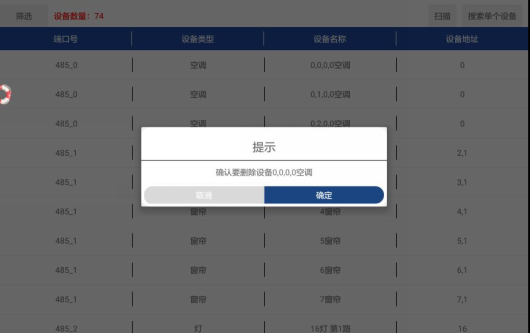 筛选 设备数量：74 扫描 搜索单个设备
端口号 设备类型 设备名称 设备地址
485_0 空调 0,0,0,0空调 0
485_0 空调 0,1,0,0空调 0
485_0 空调 0,2,0,0空调 0
485_1 2,1
485_1 3,1
485_1 窗帘 4窗帘 4,1
485_1 窗帘 5窗帘 5,1
485_1 窗帘 6窗帘 6,1
485_1 窗帘 7窗帘 7,1
485_2 灯 16灯 第1路 16
提示
确认要删除设备0,0,0,0空调
取消 确定